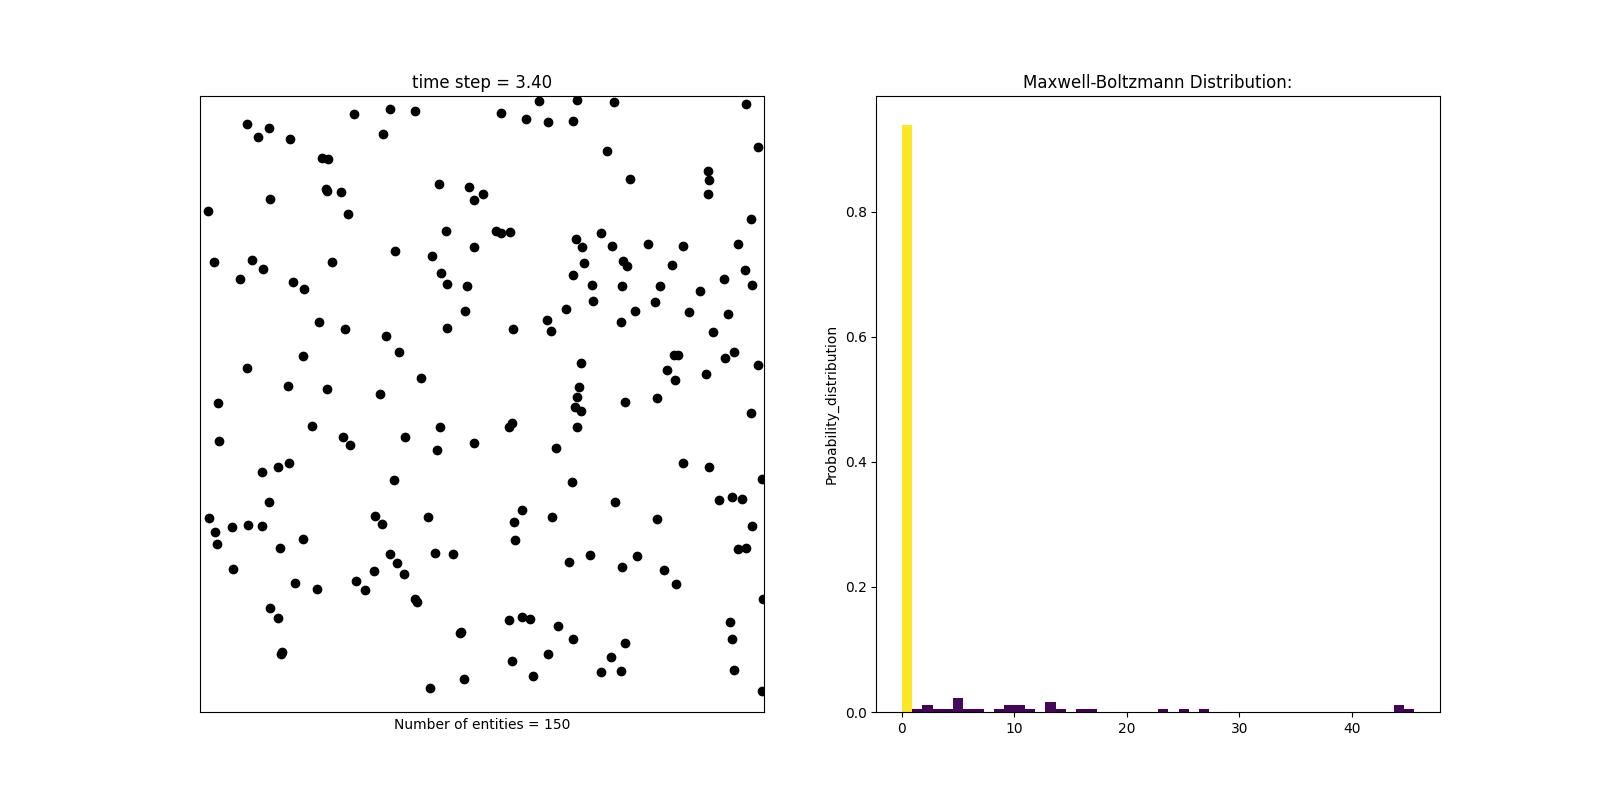 time step = 3.40
Number of entities = 150
Maxwell-Boltzmann Distribution:
Probability_distribution
0.8
0.6
0.4
0.2
0.0
0 10 20 30 40